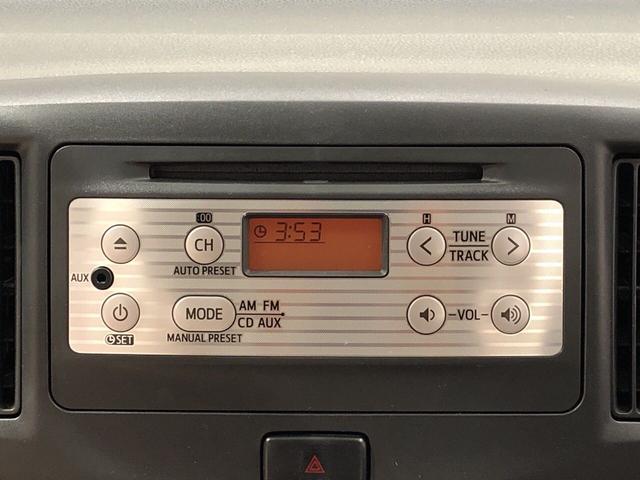 :00
H
M
3:53
CH
TUNE
TRACK
AUTO PRESET
AUX
MODE
AM FM
CD AUX
VOL
SET
MANUAL PRESET